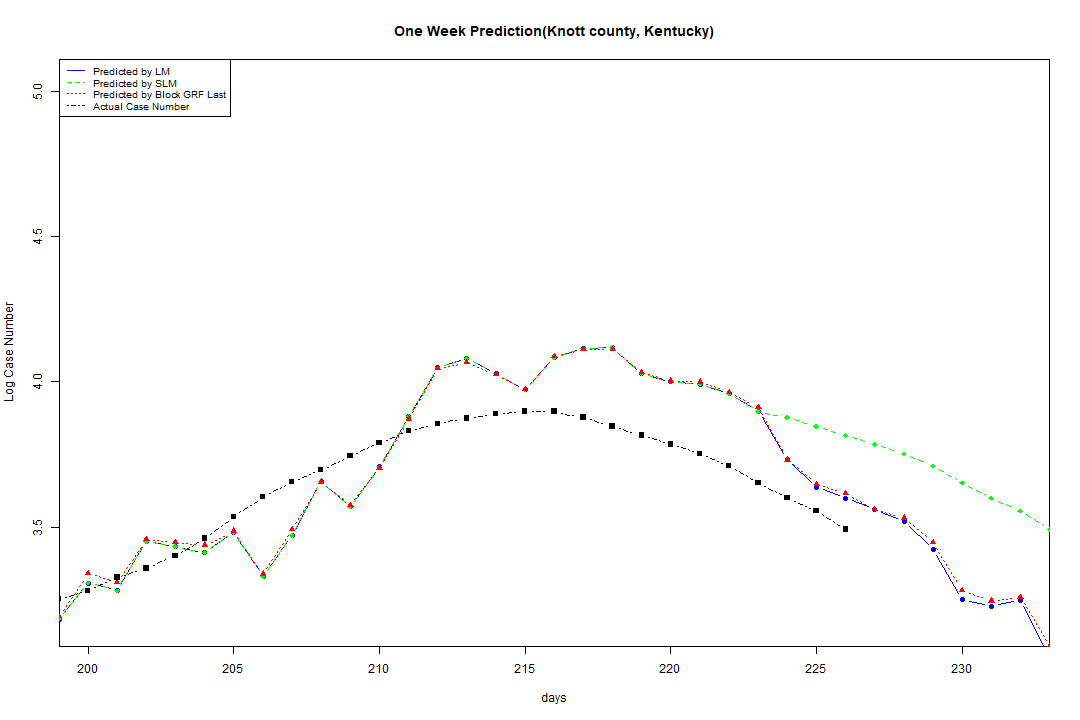 One Week Prediction(Knott county, Kentucky)
Predicted by LM
Predicted by SLM
Predicted by Block GRF Last
Actual Case Number
5.0
4.5
4.0
3.5
Log Case Number
200 205 210 215 220 225 230
days